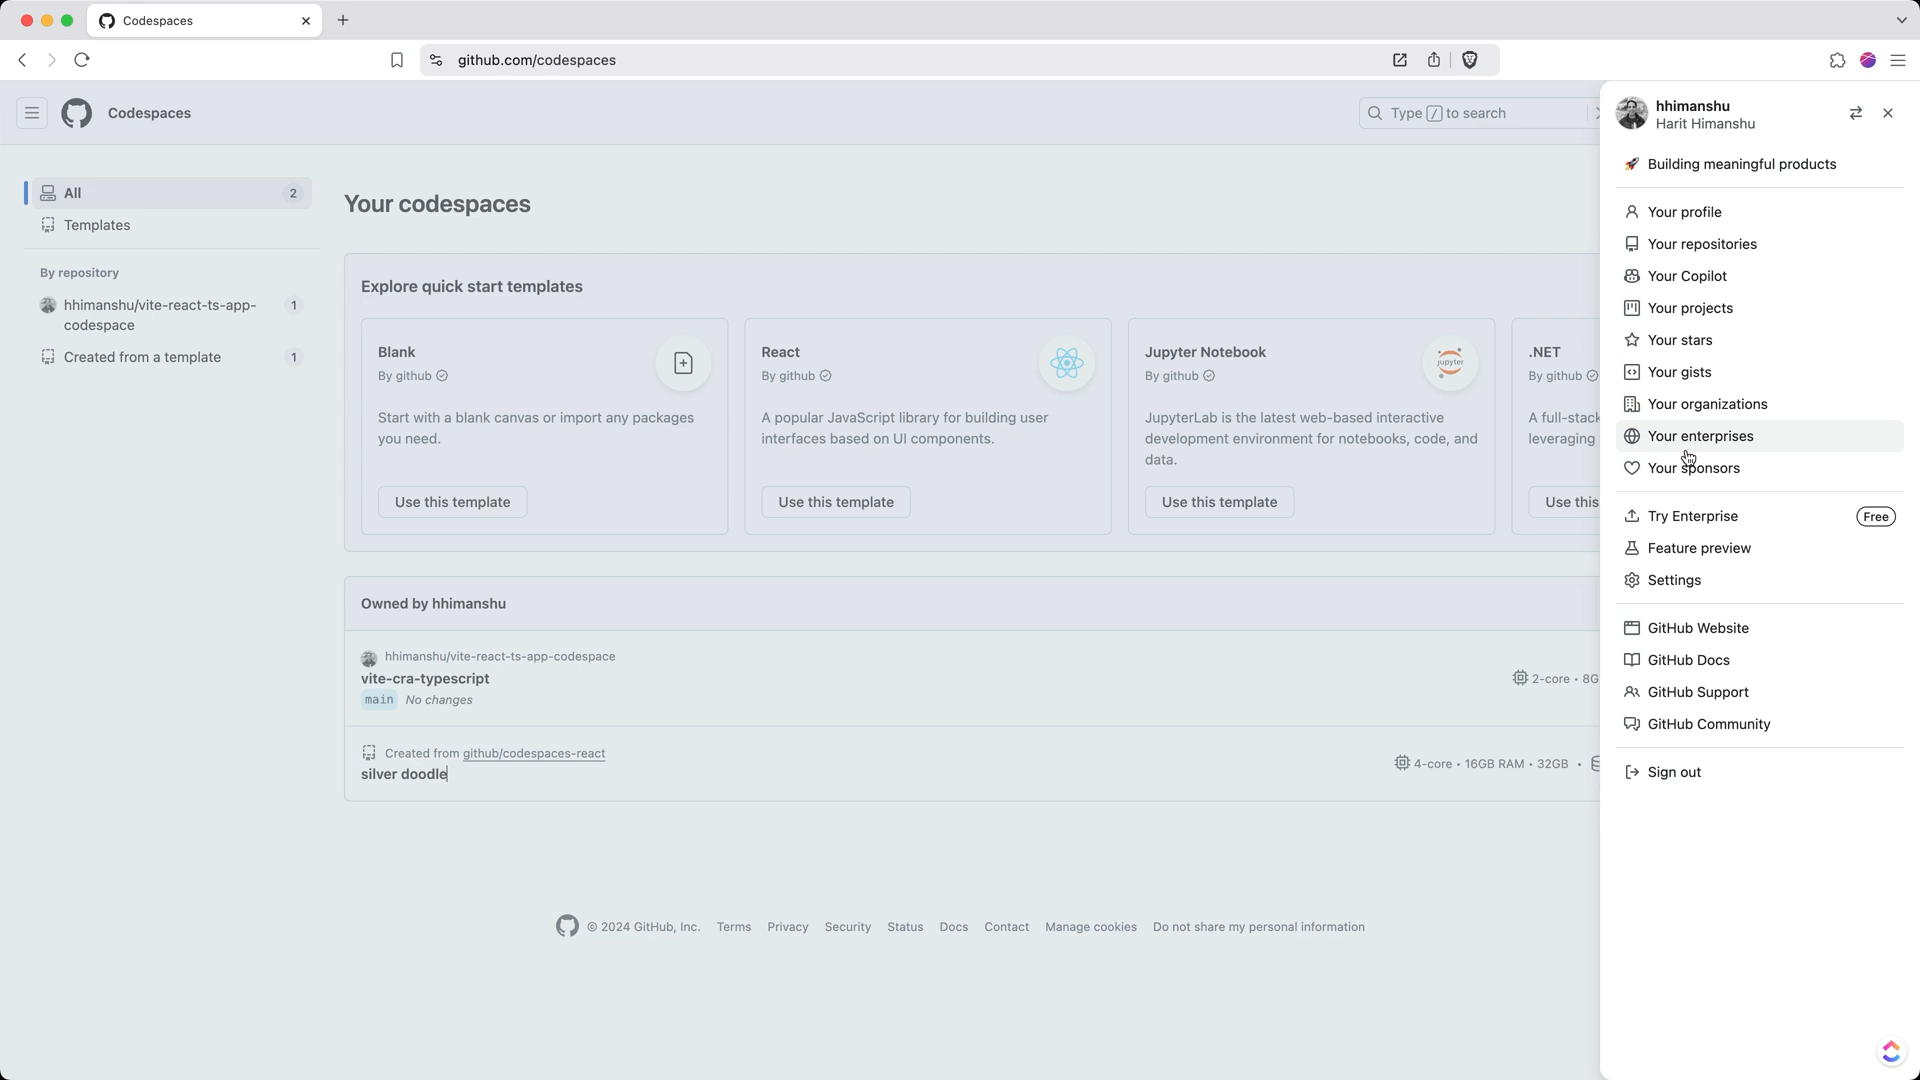 Codespaces
github.com/codespaces
Codespaces
Type / to search
All 2
Templates
By repository
hhimanshu/vite-react-ts-app-
codespace 1
Created from a template 1
Your codespaces
Explore quick start templates
Blank
By github
Start with a blank canvas or import any packages
you need.
Use this template
React
By github
A popular JavaScript library for building user
interfaces based on UI components.
Use this template
Jupyter Notebook
By github
jupyter
JupyterLab is the latest web-based interactive
development environment for notebooks, code, and
data.
Use this template
.NET
By github
A full-stack
leveraging
Use this
Owned by hhimanshu
hhimanshu/vite-react-ts-app-codespace
vite-cra-typescript
main No changes
2-core • 8G
Created from github/codespaces-react
silver doodle
4-core • 16GB RAM • 32GB •
© 2024 GitHub, Inc. Terms Privacy Security Status Docs Contact Manage cookies Do not share my personal information
hhimanshu
Harit Himanshu
🚀 Building meaningful products
Your profile
Your repositories
Your Copilot
Your projects
Your stars
Your gists
Your organizations
Your enterprises
Your sponsors
Try Enterprise Free
Feature preview
Settings
GitHub Website
GitHub Docs
GitHub Support
GitHub Community
Sign out